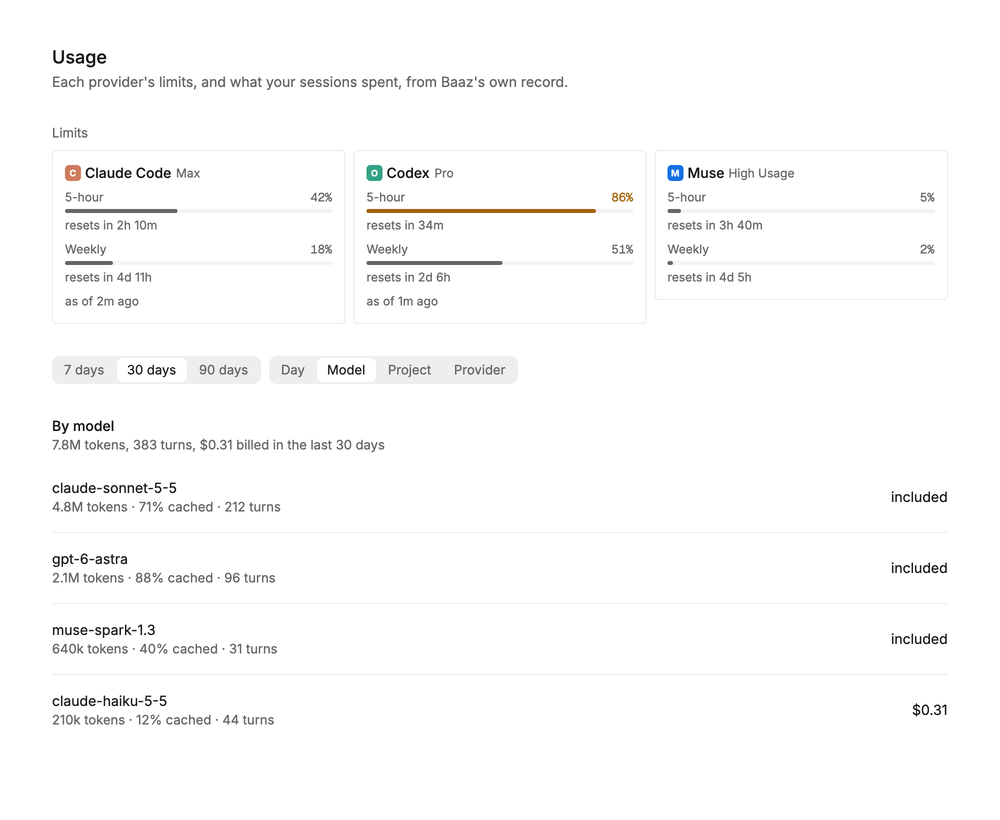 Usage
Each provider's limits, and what your sessions spent, from Baaz's own record.
Limits
C Claude Code Max
5-hour 42%
resets in 2h 10m
Weekly 18%
resets in 4d 11h
as of 2m ago
O Codex Pro
5-hour 86%
resets in 34m
Weekly 51%
resets in 2d 6h
as of 1m ago
M Muse High Usage
5-hour 5%
resets in 3h 40m
Weekly 2%
resets in 4d 5h
7 days 30 days 90 days Day Model Project Provider
By model
7.8M tokens, 383 turns, $0.31 billed in the last 30 days
claude-sonnet-5-5
4.8M tokens · 71% cached · 212 turns
included
gpt-6-astra
2.1M tokens · 88% cached · 96 turns
included
muse-spark-1.3
640k tokens · 40% cached · 31 turns
included
claude-haiku-5-5
210k tokens · 12% cached · 44 turns
$0.31